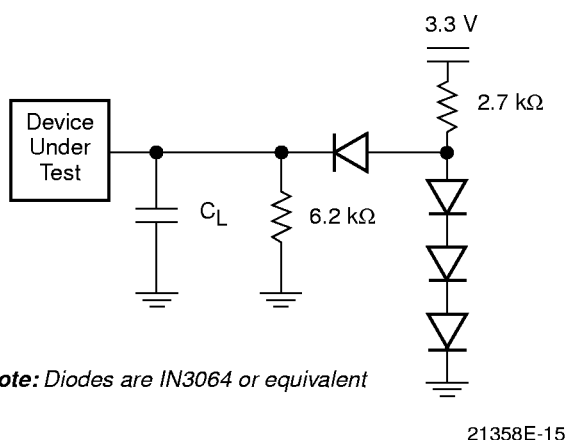 3.3 V
2.7 kΩ
Device
Under
Test
CL
6.2 kΩ
ote: Diodes are IN3064 or equivalent
21358E-15